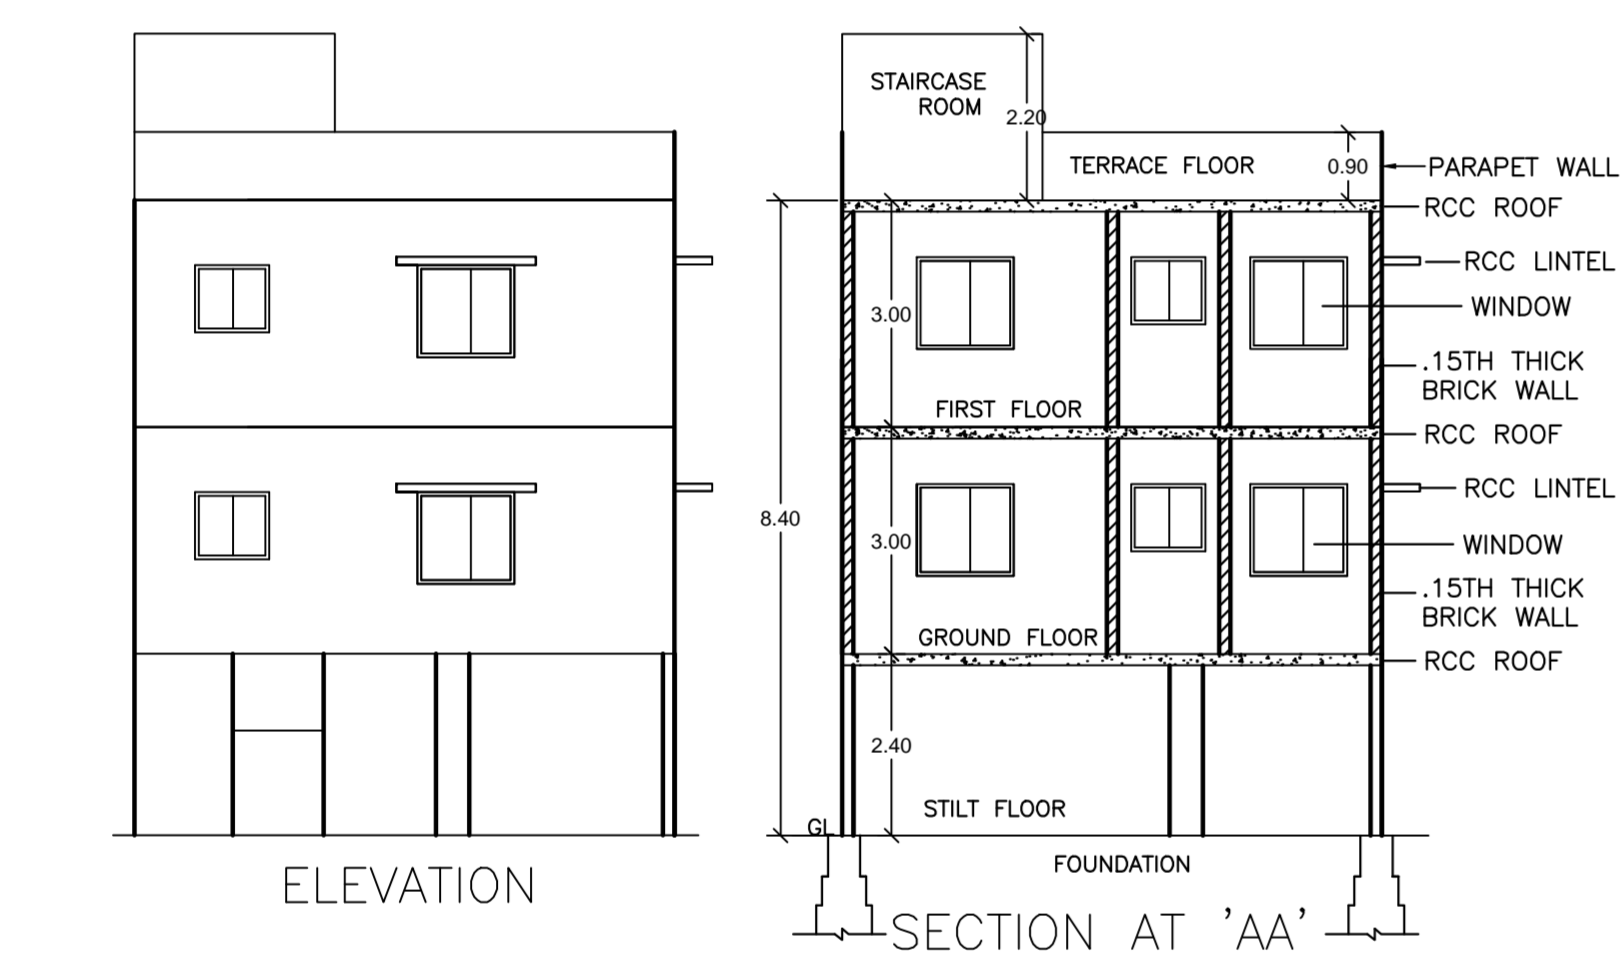 STAIRCASE
ROOM
2.20
TERRACE FLOOR
0.90
PARAPET WALL
RCC ROOF
RCC LINTEL
WINDOW
3.00
.15TH THICK
BRICK WALL
FIRST FLOOR
RCC ROOF
RCC LINTEL
8.40
3.00
WINDOW
.15TH THICK
BRICK WALL
GROUND FLOOR
RCC ROOF
2.40
STILT FLOOR
GL
FOUNDATION
ELEVATION
SECTION AT 'AA'